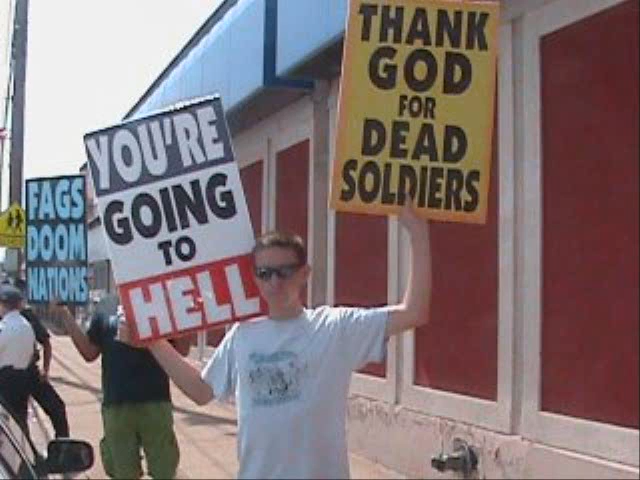 THANK
GOD
FOR
DEAD
SOLDIERS
YOU'RE
GOING
TO
HELL
FAGS
DOOM
NATIONS